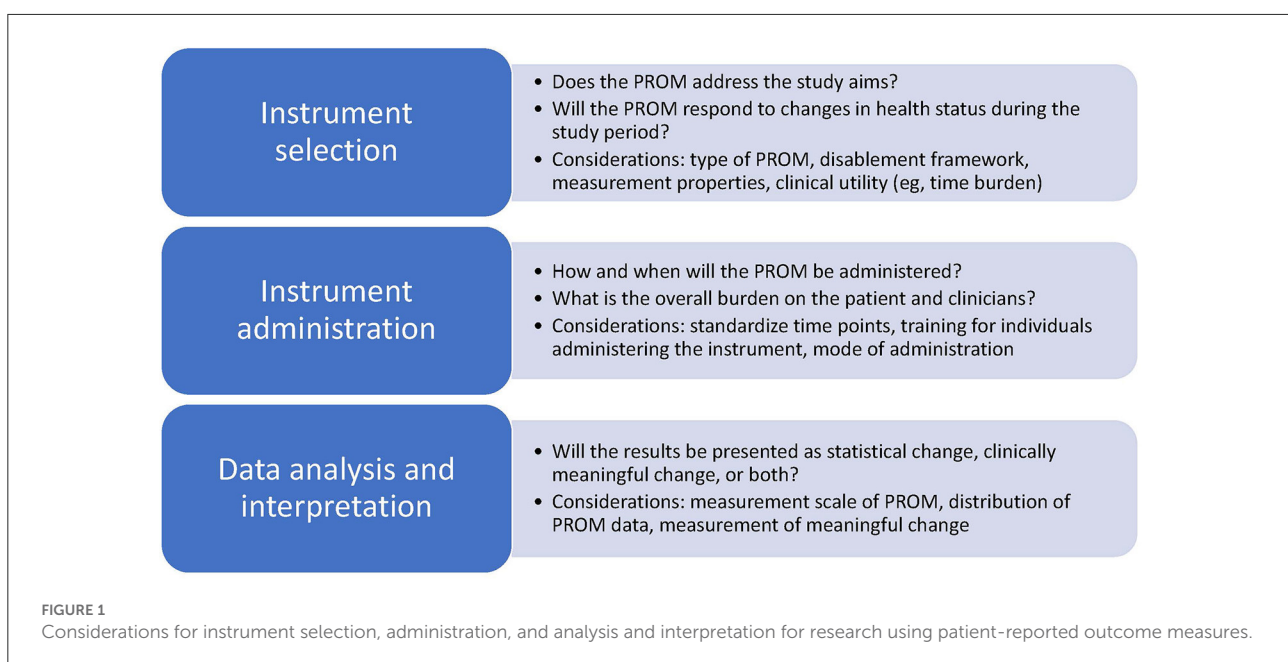 Instrument
selection
• Does the PROM address the study aims?
• Will the PROM respond to changes in health status during the
study period?
• Considerations: type of PROM, disablement framework,
measurement properties, clinical utility (eg, time burden)
Instrument
administration
• How and when will the PROM be administered?
• What is the overall burden on the patient and clinicians?
• Considerations: standardize time points, training for individuals
administering the instrument, mode of administration
Data analysis and
interpretation
• Will the results be presented as statistical change, clinically
meaningful change, or both?
• Considerations: measurement scale of PROM, distribution of
PROM data, measurement of meaningful change
FIGURE 1
Considerations for instrument selection, administration, and analysis and interpretation for research using patient-reported outcome measures.